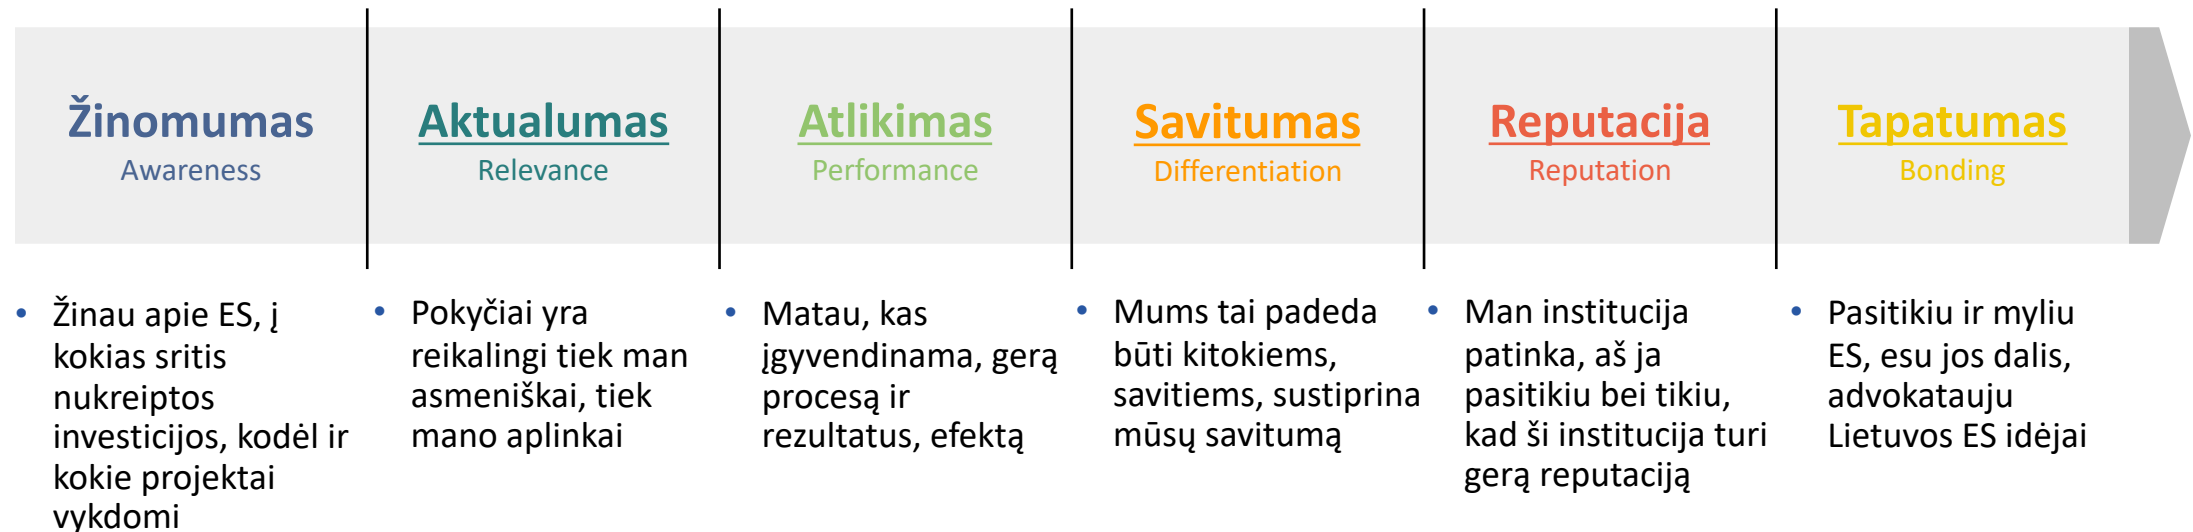 Žinomumas
Awareness
Aktualumas
Relevance
Atlikimas
Performance
Savitumas
Differentiation
Reputacija
Reputation
Tapatumas
Bonding
• Žinau apie ES, į
kokias sritis
nukreiptos
investicijos, kodėl ir
kokie projektai
vykdomi
• Pokyčiai yra
reikalingi tiek man
asmeniškai, tiek
mano aplinkai
• Matau, kas
įgyvendinama, gerą
procesą ir
rezultatus, efektą
• Mums tai padeda
būti kitokiems,
savitiems, sustiprina
mūsų savitumą
• Man institucija
patinka, aš ja
pasitikiu bei tikiu,
kad ši institucija turi
gerą reputaciją
• Pasitikiu ir myliu
ES, esu jos dalis,
advokatauju
Lietuvos ES idėjai